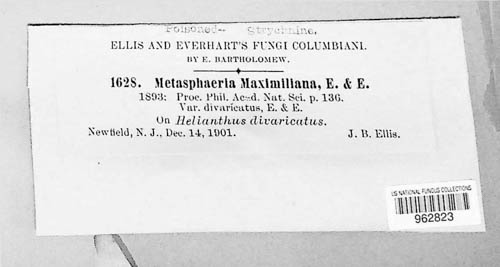 Poisoned- Strychnine.
ELLIS AND EVERHART'S FUNGI COLUMBIANI.
BY E. BARTHOLOMEW.
1628. Metasphaeria Maximiliana, E. & E.
1893: Proc. Phil. Acad. Nat. Sci. p. 136.
Var. divaricatus, E. & E.
On Helianthus divaricatus.
Newfield, N. J., Dec. 14, 1901. J. B. Ellis.
US NATIONAL FUNGUS COLLECTIONS
962823